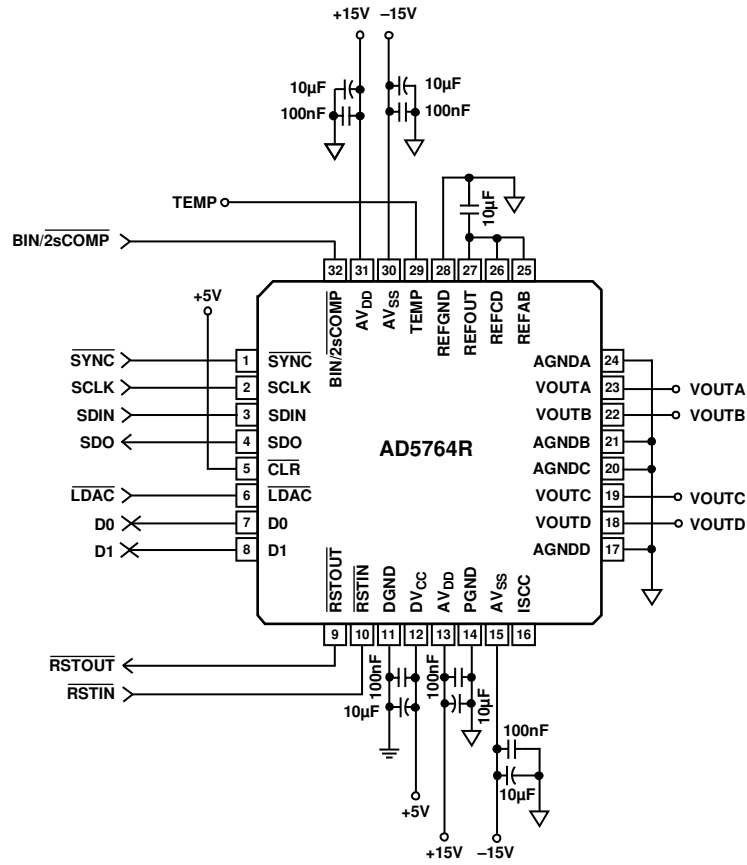 +15V –15V
10µF 10µF
100nF 100nF
TEMP
10µF
BIN/2sCOMP
32 31 30 29 28 27 26 25
+5V
BIN/2sCOMP
AVDD
AVSS
TEMP
REFGND
REFOUT
REFCD
REFAB
SYNC 1 SYNC
SCLK 2 SCLK
SDIN 3 SDIN
SDO 4 SDO
5 CLR
LDAC 6 LDAC
D0 7 D0
D1 8 D1
AD5764R
AGNDA 24
VOUTA 23 VOUTA
VOUTB 22 VOUTB
AGNDB 21
AGNDC 20
VOUTC 19 VOUTC
VOUTD 18 VOUTD
AGNDD 17
RSTOUT
RSTIN
DGND
DVCC
AVDD
PGND
AVSS
ISCC
9 10 11 12 13 14 15 16
RSTOUT
RSTIN
100nF
10µF
100nF
10µF
100nF
10µF
+5V
+15V –15V